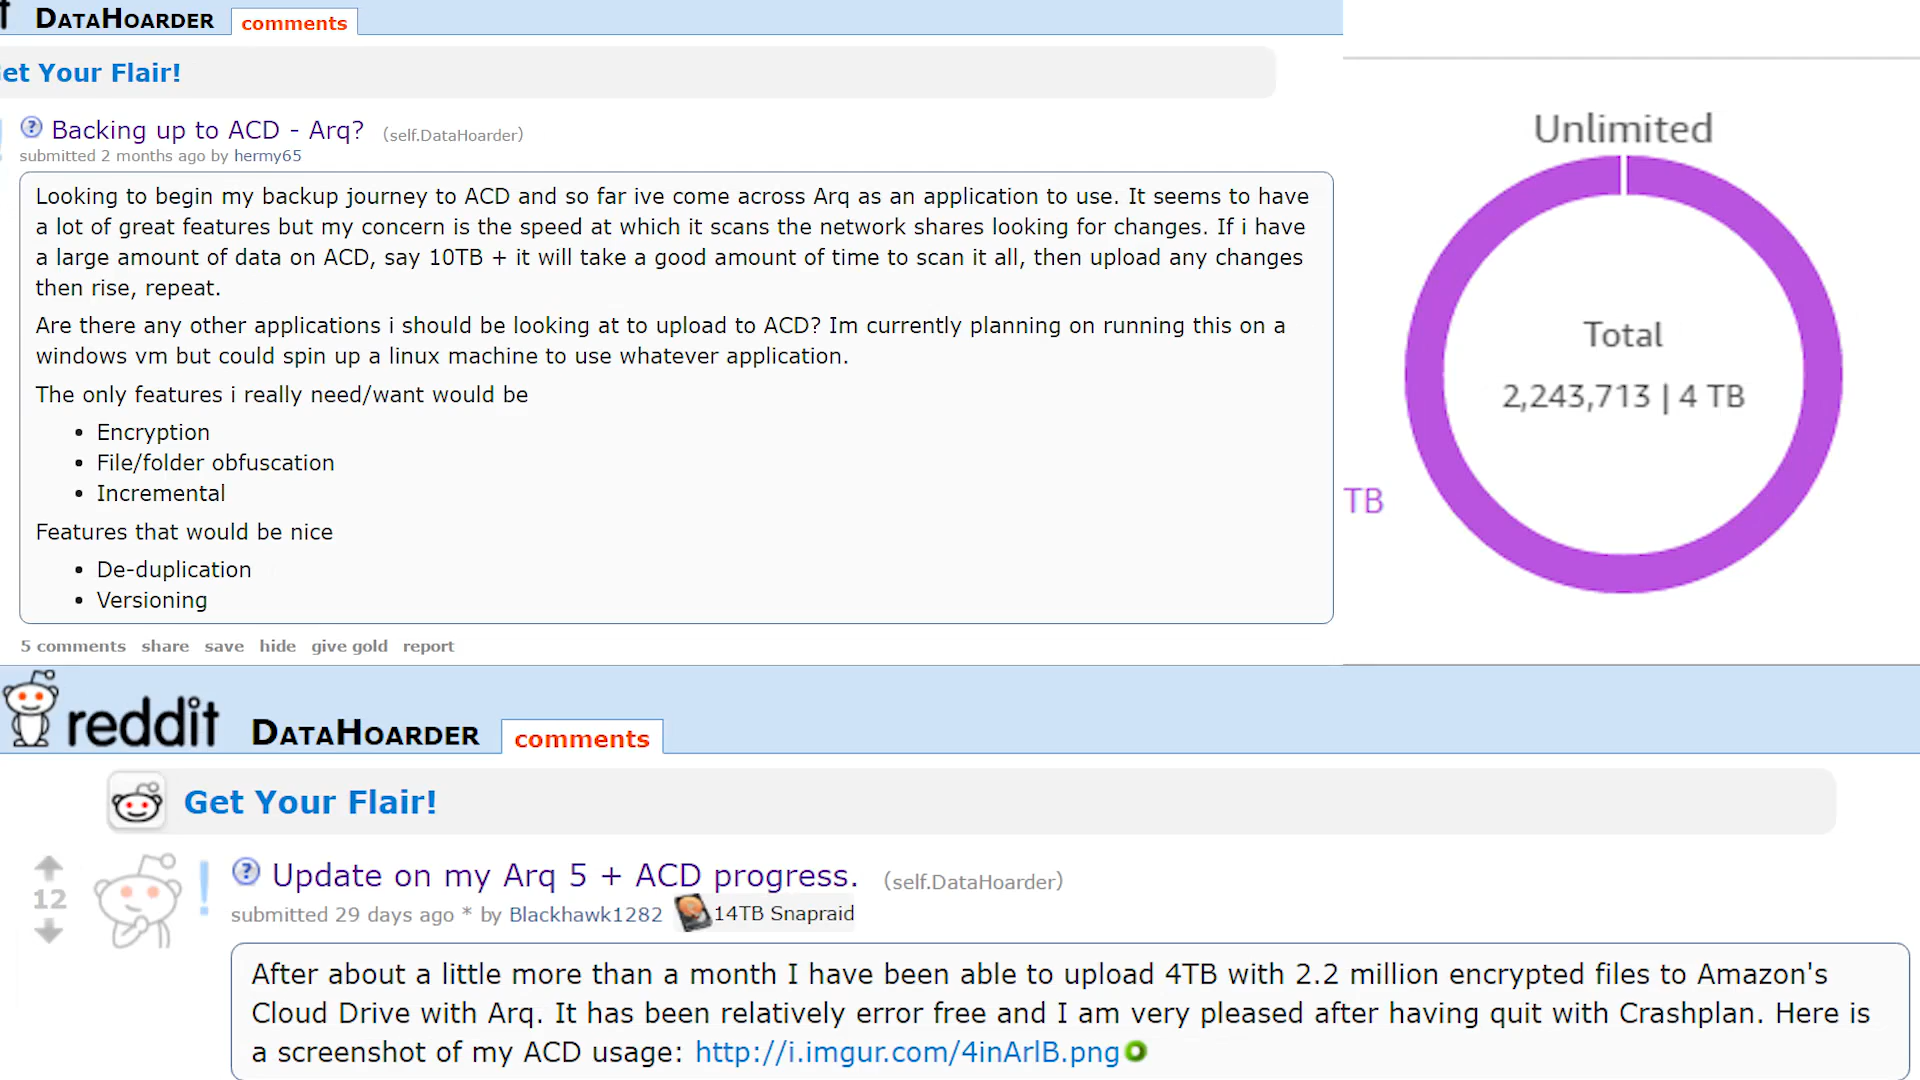 DATAHOARDER comments
et Your Flair!
Backing up to ACD - Arq? (self.DataHoarder)
submitted 2 months ago by hermy65
Looking to begin my backup journey to ACD and so far ive come across Arq as an application to use. It seems to have
a lot of great features but my concern is the speed at which it scans the network shares looking for changes. If i have
a large amount of data on ACD, say 10TB + it will take a good amount of time to scan it all, then upload any changes
then rise, repeat.
Are there any other applications i should be looking at to upload to ACD? Im currently planning on running this on a
windows vm but could spin up a linux machine to use whatever application.
The only features i really need/want would be
• Encryption
• File/folder obfuscation
• Incremental
Features that would be nice
• De-duplication
• Versioning
5 comments share save hide give gold report
Unlimited
Total
2,243,713 | 4 TB
TB
reddit DATAHOARDER comments
Get Your Flair!
Update on my Arq 5 + ACD progress. (self.DataHoarder)
12
submitted 29 days ago * by Blackhawk1282 14TB Snapraid
After about a little more than a month I have been able to upload 4TB with 2.2 million encrypted files to Amazon's
Cloud Drive with Arq. It has been relatively error free and I am very pleased after having quit with Crashplan. Here is
a screenshot of my ACD usage: http://i.imgur.com/4inArlB.png